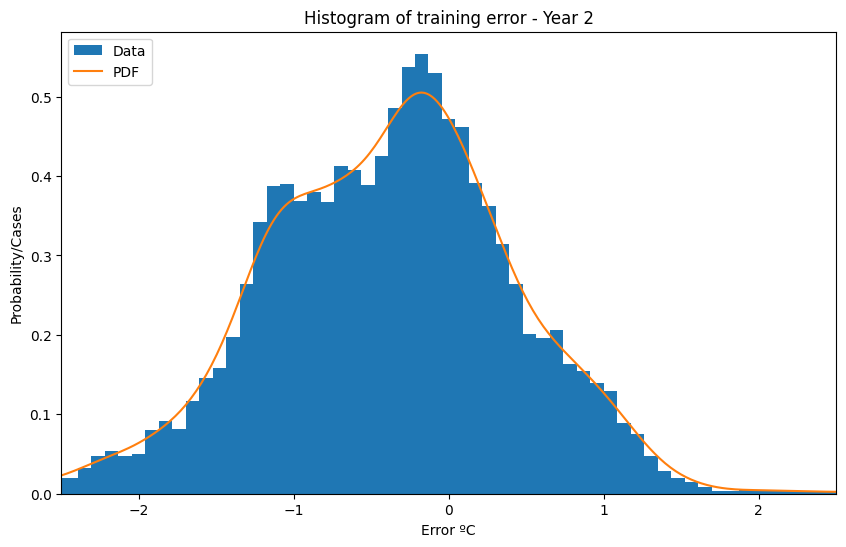 Histogram of training error - Year 2
Data
PDF
Probability/Cases
0.5
0.4
0.3
0.2
0.1
0.0
−2
−1
0
1
2
Error ºC